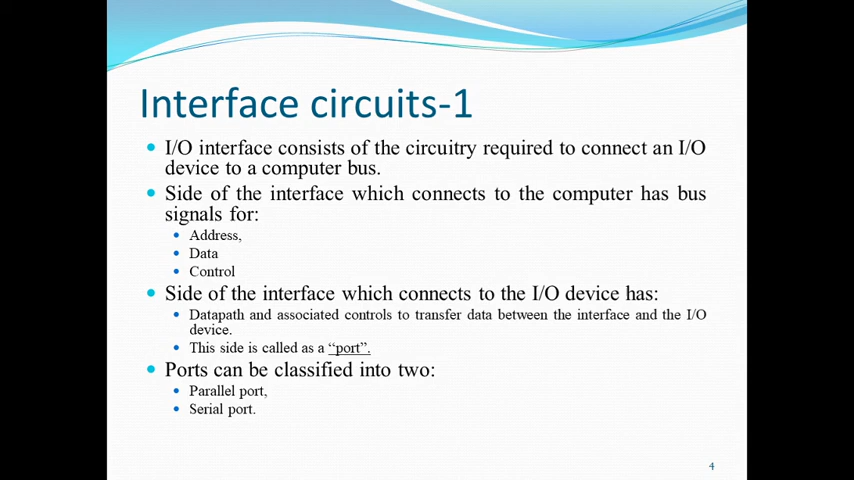 Interface circuits-1
• I/O interface consists of the circuitry required to connect an I/O
device to a computer bus.
• Side of the interface which connects to the computer has bus
signals for:
• Address,
• Data
• Control
• Side of the interface which connects to the I/O device has:
• Datapath and associated controls to transfer data between the interface and the I/O
device.
• This side is called as a “port”.
• Ports can be classified into two:
• Parallel port,
• Serial port.
4